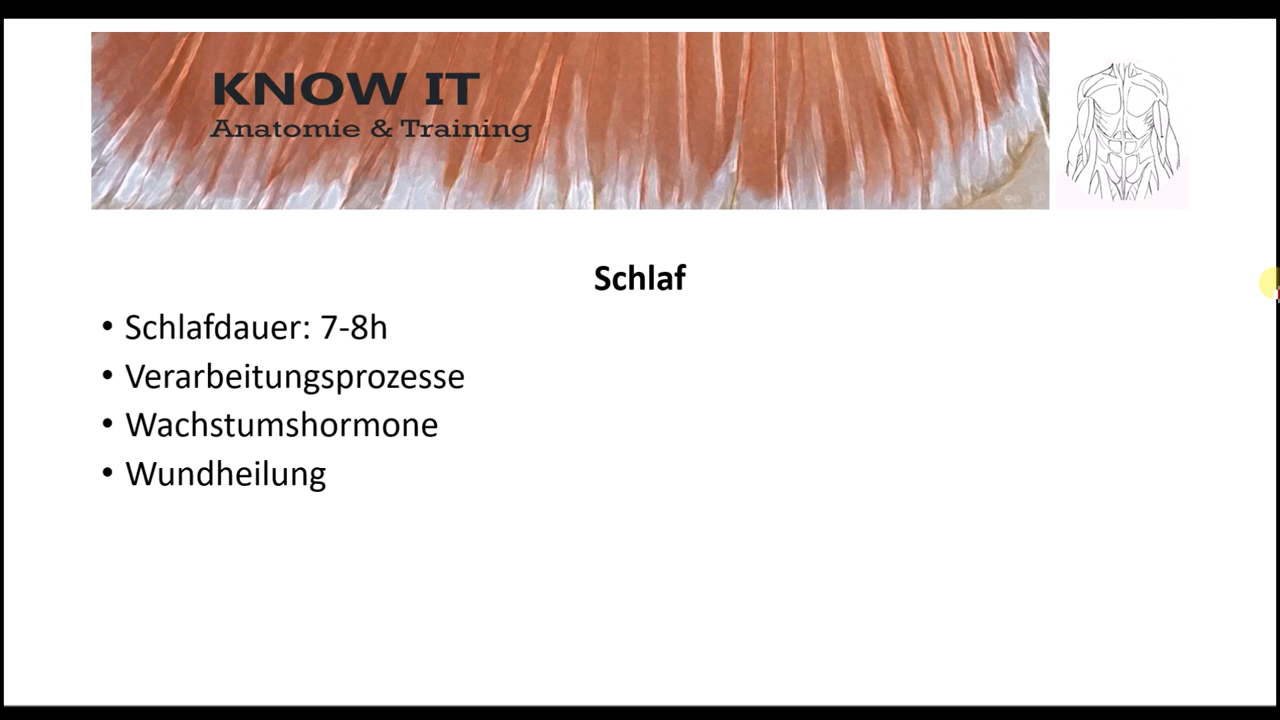 KNOW IT
Anatomie & Training
Schlaf
• Schlafdauer: 7-8h
• Verarbeitungsprozesse
• Wachstumshormone
• Wundheilung